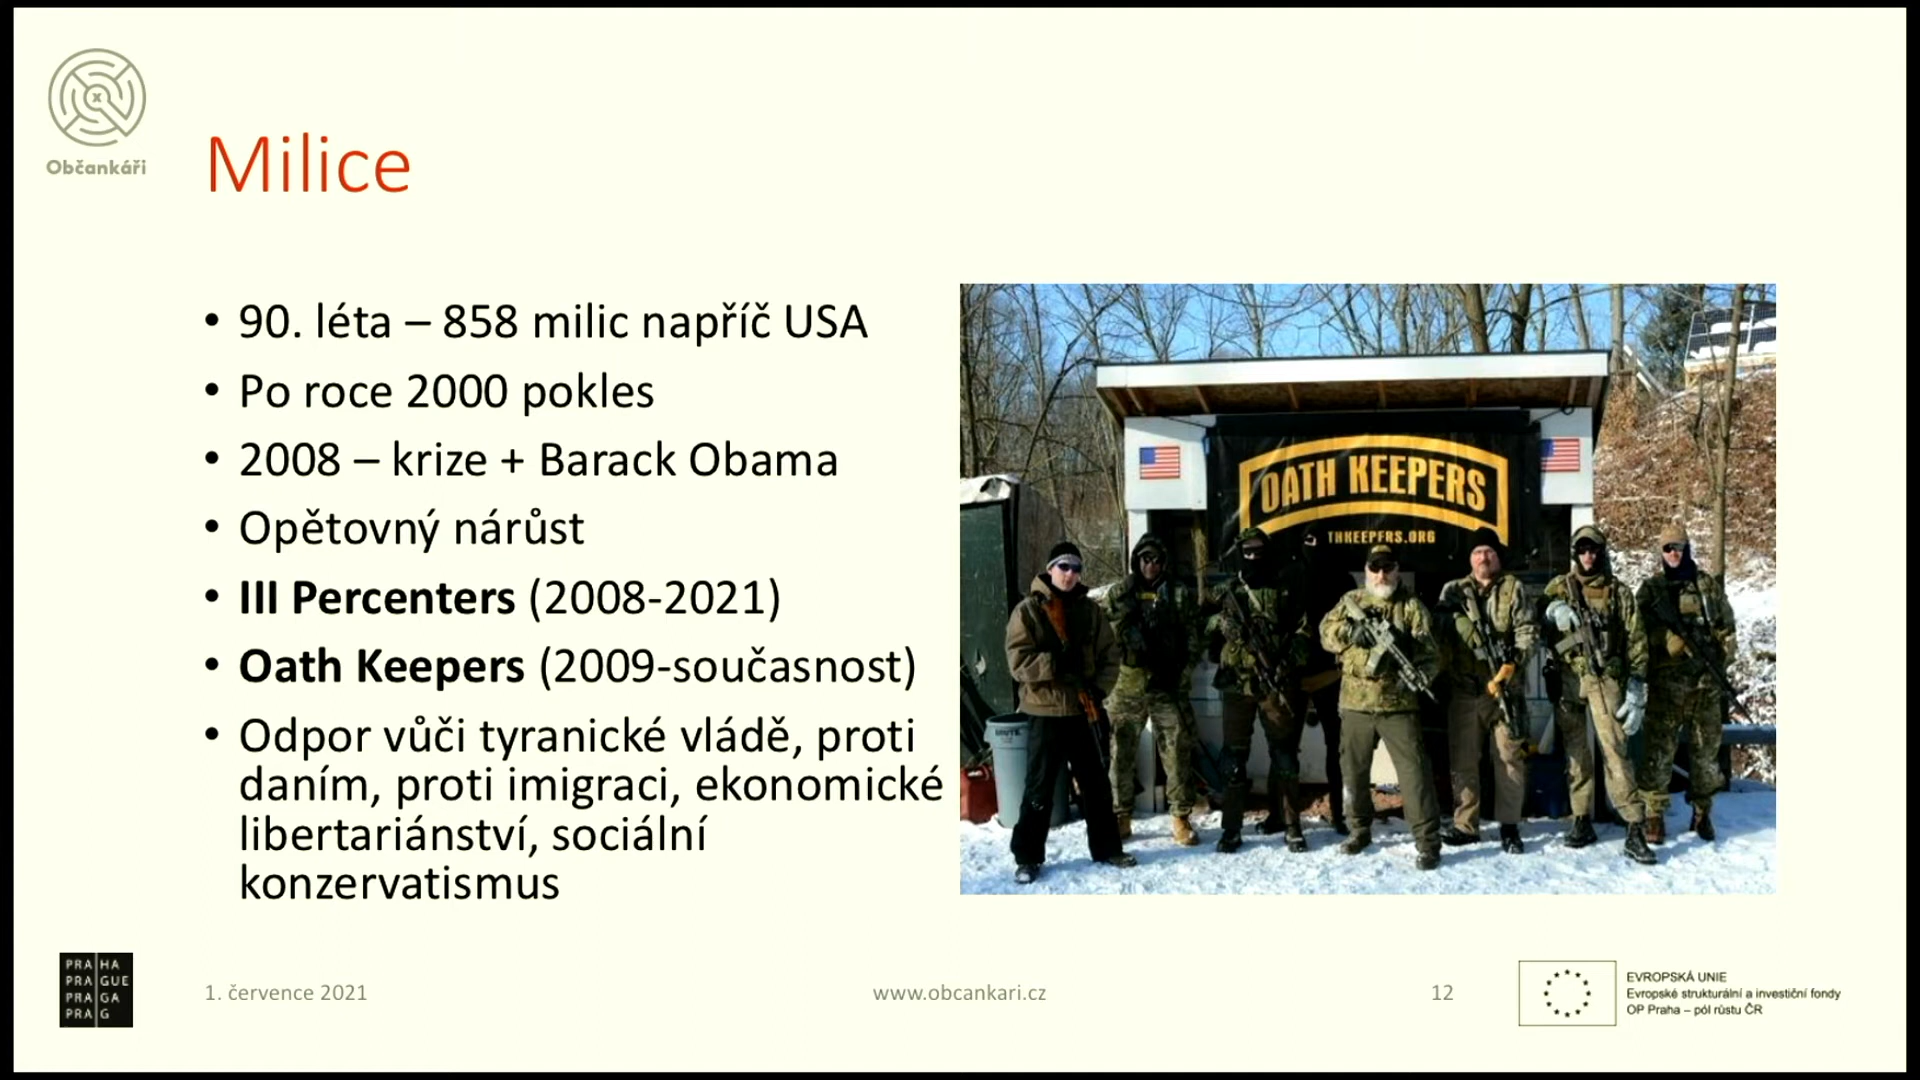 Občankáři
Milice
• 90. léta – 858 milic napříč USA
• Po roce 2000 pokles
• 2008 – krize + Barack Obama
• Opětovný nárůst
• III Percenters (2008-2021)
• Oath Keepers (2009-současnost)
• Odpor vůči tyranické vládě, proti
daním, proti imigraci, ekonomické
libertariánství, sociální
konzervatismus
OATH KEEPERS
THKEEPERS.ORG
PRA HA
PRA GUE
PRA GA
PRA G
1. července 2021
www.obcankari.cz
12
EVROPSKÁ UNIE
Evropské strukturální a investiční fondy
OP Praha – pól růstu ČR